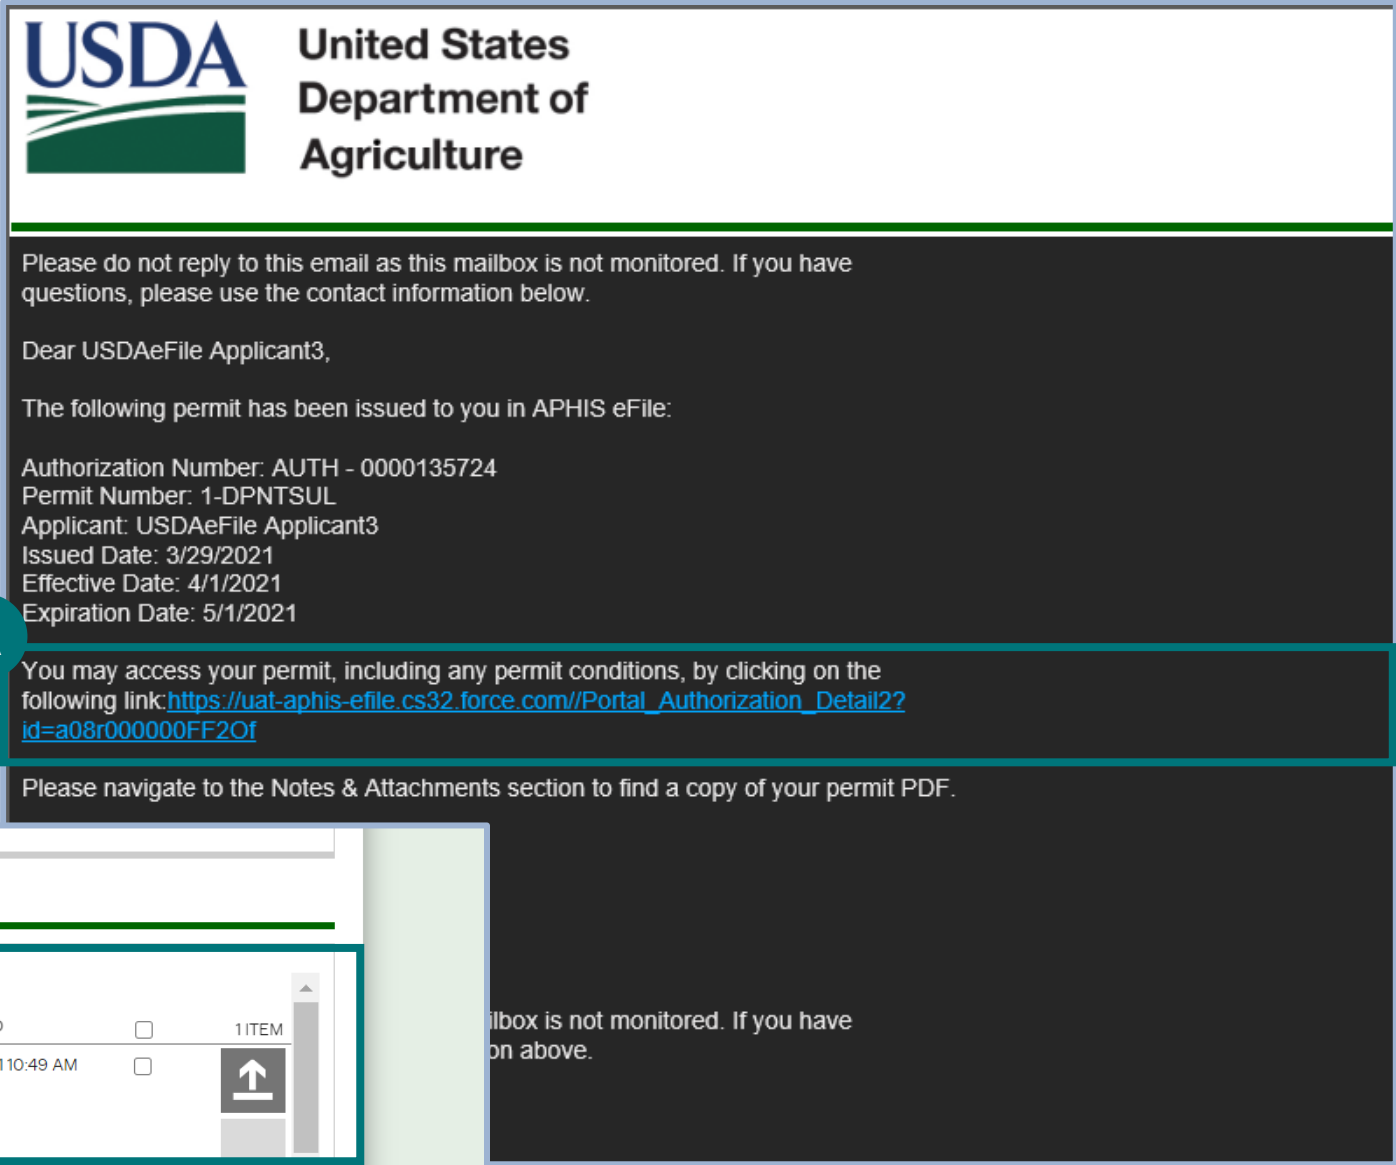 USDA
United States
Department of
Agriculture
Please do not reply to this email as this mailbox is not monitored. If you have
questions, please use the contact information below.
Dear USDAeFile Applicant3,
The following permit has been issued to you in APHIS eFile:
Authorization Number: AUTH - 0000135724
Permit Number: 1-DPNTSUL
Applicant: USDAeFile Applicant3
Issued Date: 3/29/2021
Effective Date: 4/1/2021
Expiration Date: 5/1/2021
You may access your permit, including any permit conditions, by clicking on the
following link:https://uat-aphis-efile.cs32.force.com//Portal_Authorization_Detail2?
id=a08r000000FF2Of
Please navigate to the Notes & Attachments section to find a copy of your permit PDF.
ilbox is not monitored. If you have
on above.
1 ITEM
10:49 AM